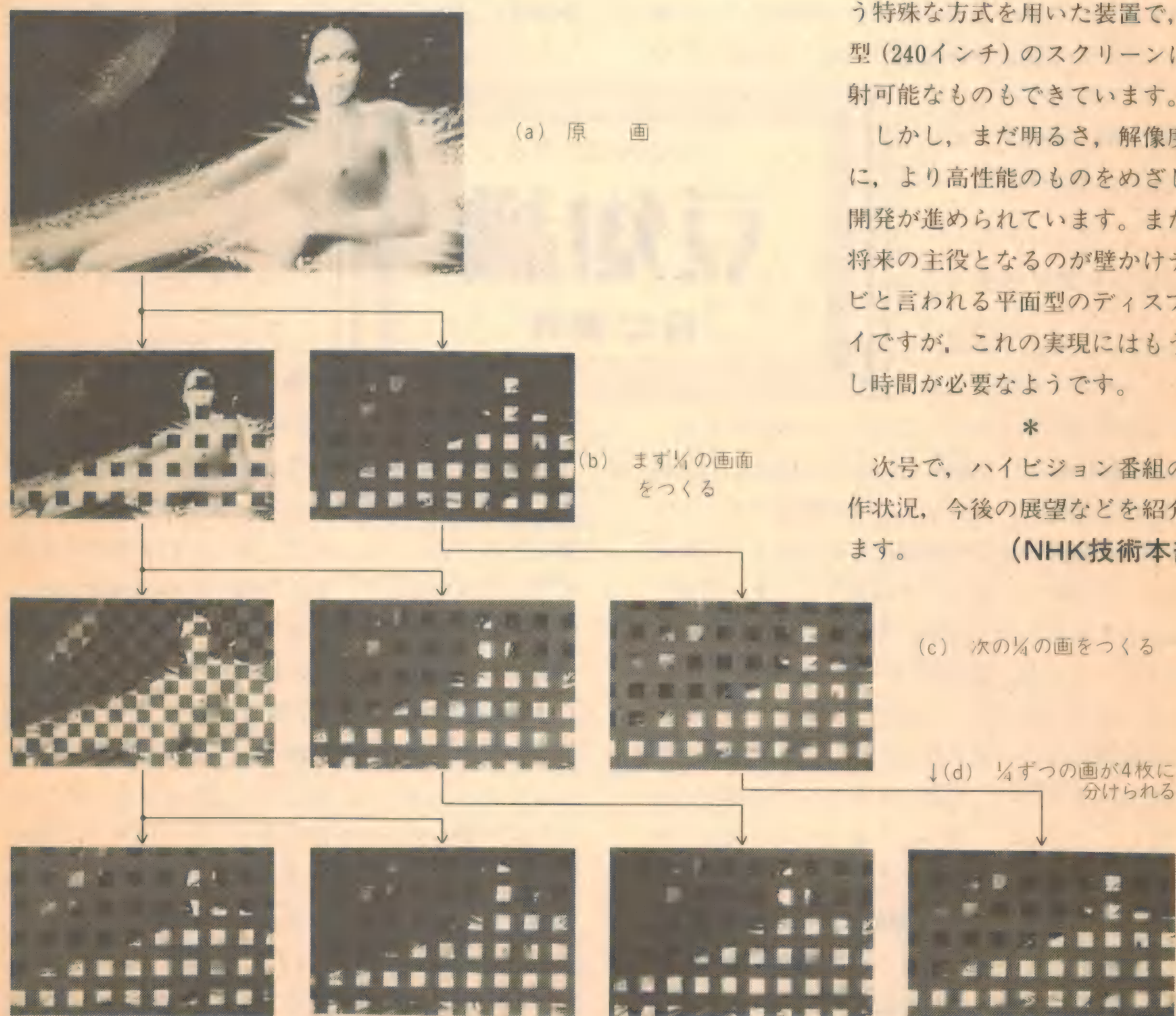 (a) 原 画
(b) まず¼の画面
をつくる
(c) 次の¼の画をつくる
↓(d) ¼ずつの画が4枚に
分けられる
う特殊な方式を用いた装置で,
型(240インチ)のスクリーンに
射可能なものもできています。
しかし, まだ明るさ, 解像度
に, より高性能のものをめざし
開発が進められています。また
将来の主役となるのが壁かけテ
ビと言われる平面型のディスプ
イですが, これの実現にはもう
し時間が必要なようです。
*
次号で, ハイビジョン番組の
作状況, 今後の展望などを紹介
ます。 (NHK技術本部